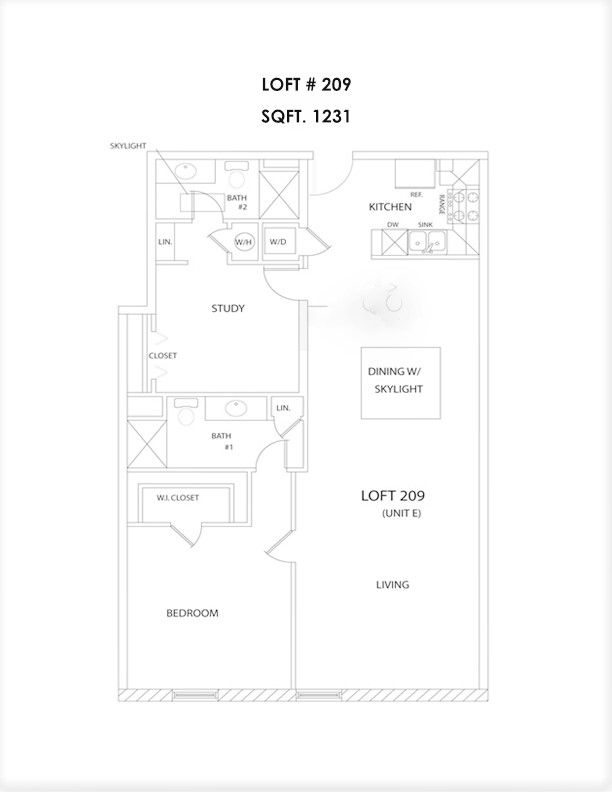 LOFT # 209
SQFT. 1231
SKYLIGHT
BATH
#2
REF.
KITCHEN
RANGE
DW
SINK
LIN.
W/H
W/D
STUDY
CLOSET
DINING W/
SKYLIGHT
LIN.
BATH
#1
W.I. CLOSET
LOFT 209
(UNIT E)
LIVING
BEDROOM